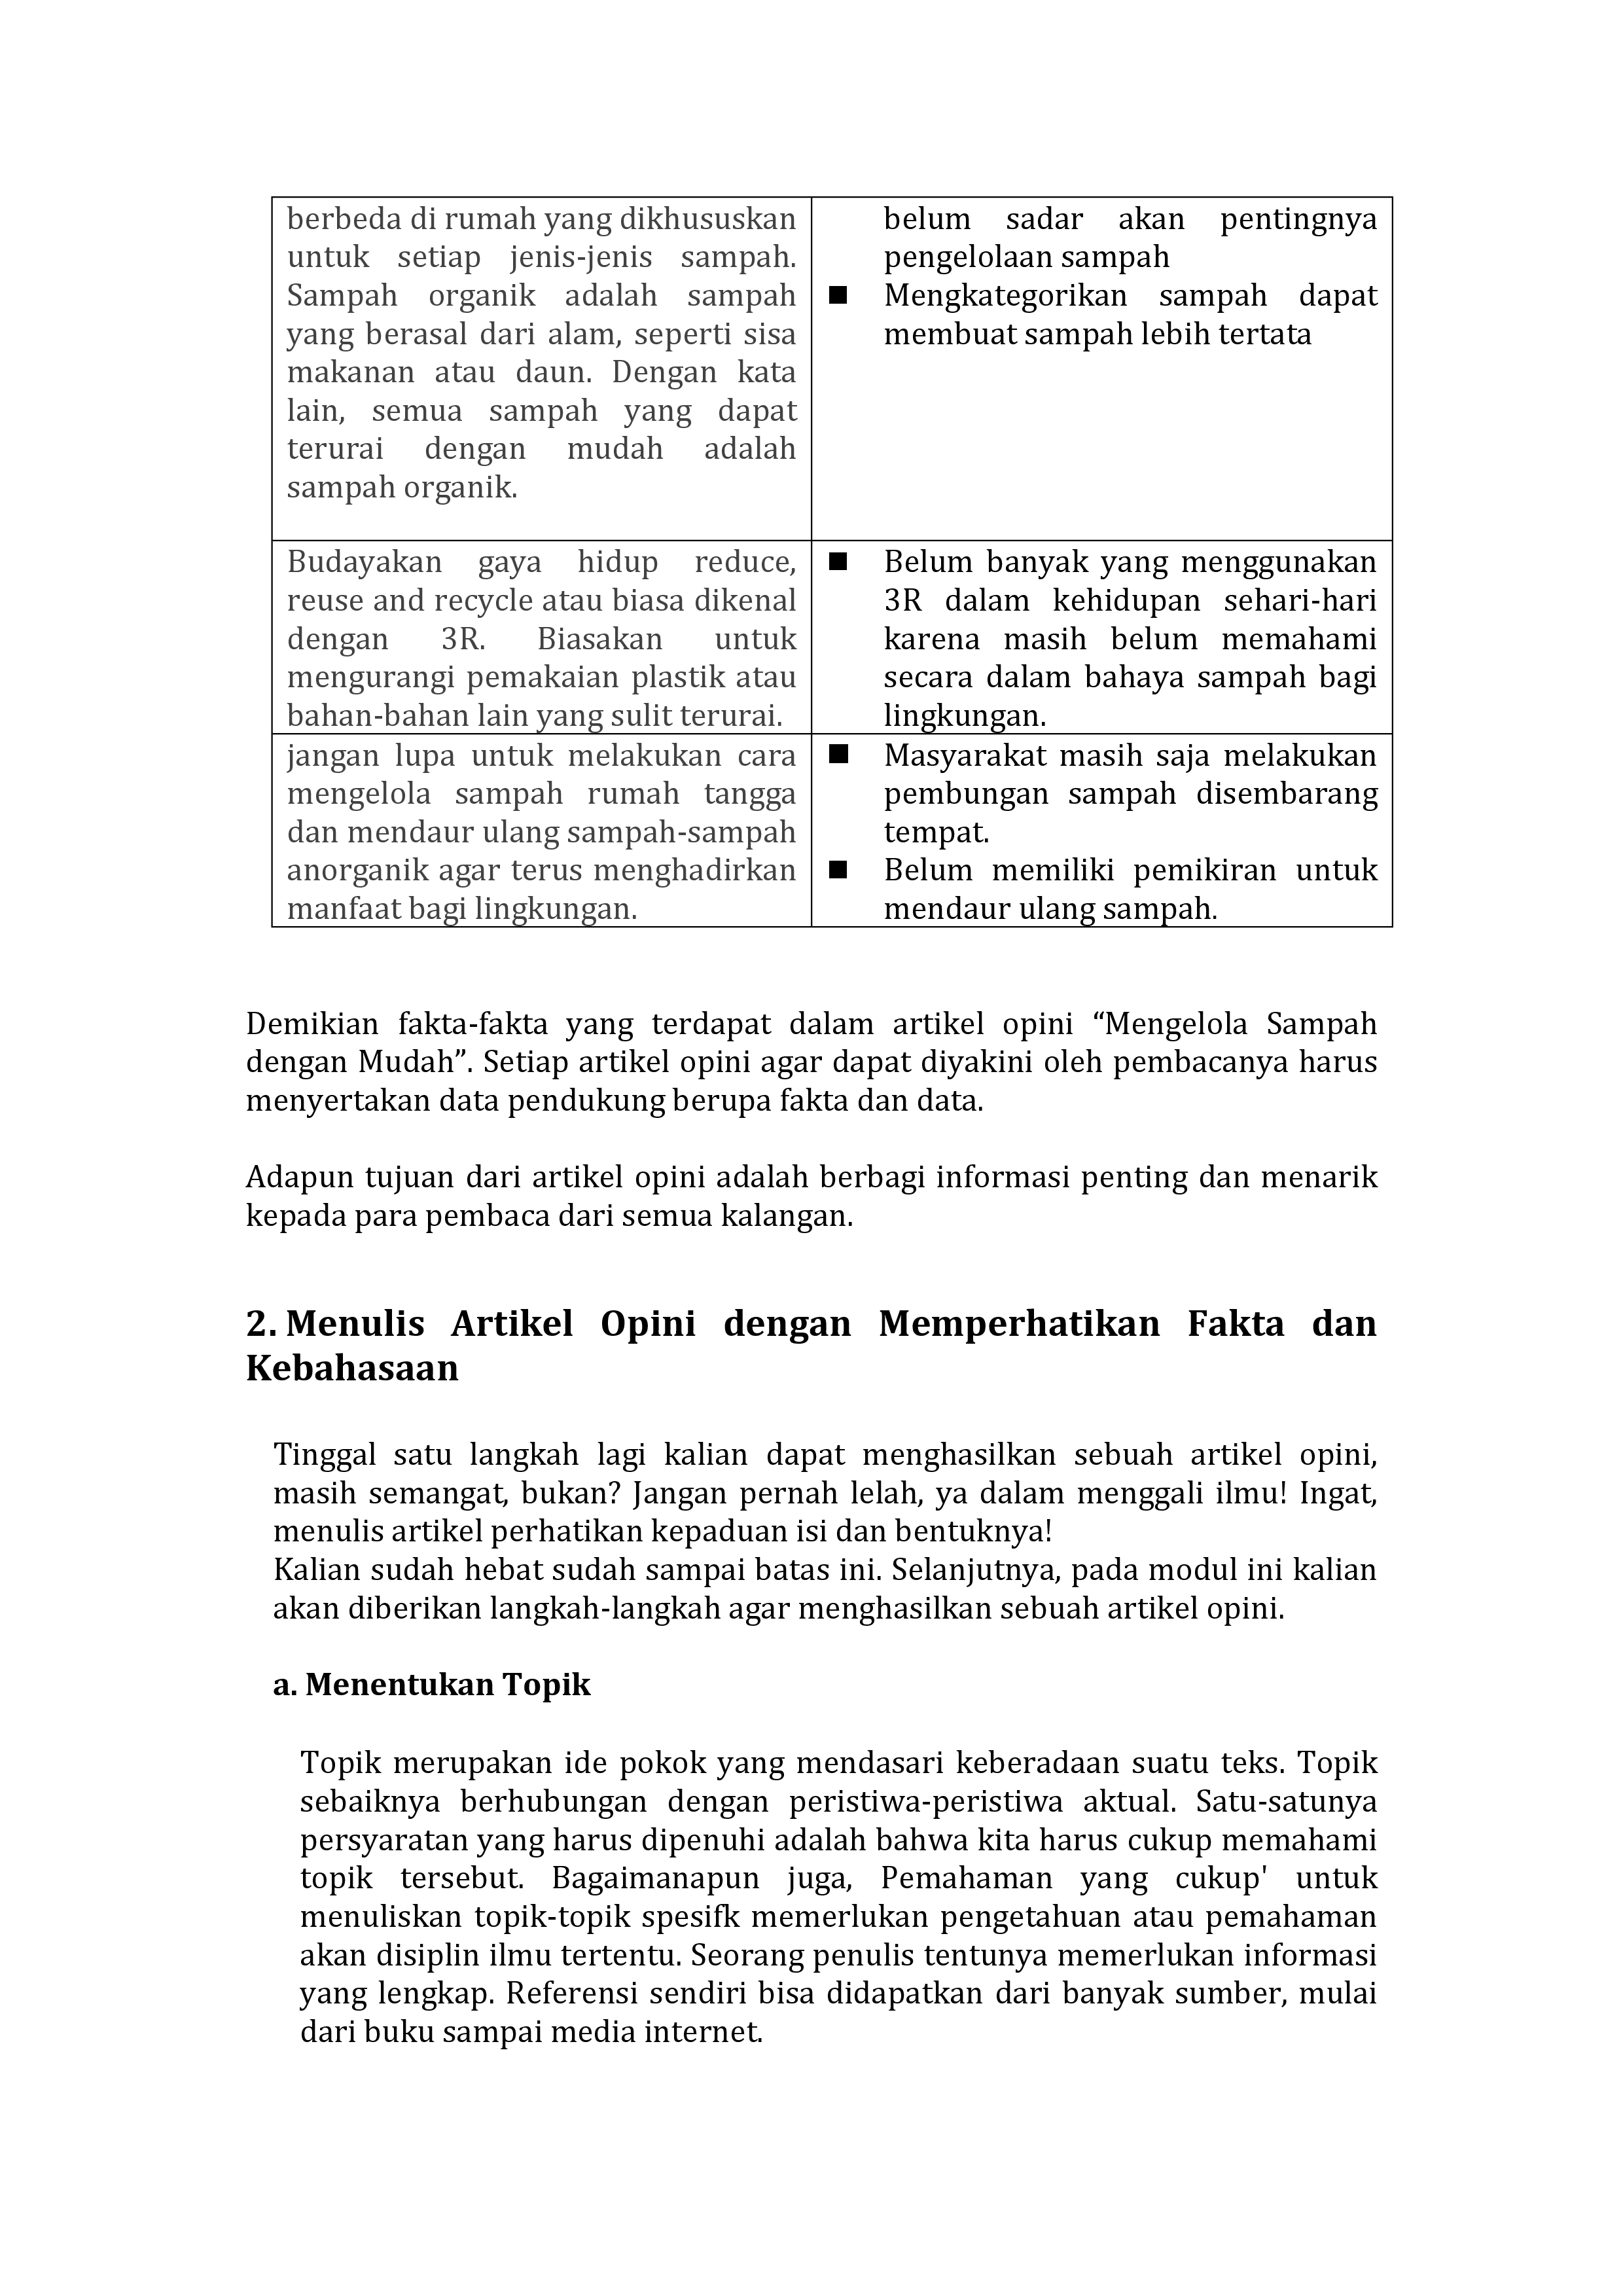 berbeda di rumah yang dikhususkan
untuk setiap jenis-jenis sampah.
Sampah organik adalah sampah
yang berasal dari alam, seperti sisa
makanan atau daun. Dengan kata
lain, semua sampah yang dapat
terurai dengan mudah adalah
sampah organik.
belum sadar akan pentingnya
pengelolaan sampah
■ Mengkategorikan sampah dapat
membuat sampah lebih tertata
Budayakan gaya hidup reduce,
reuse and recycle atau biasa dikenal
dengan 3R. Biasakan untuk
mengurangi pemakaian plastik atau
bahan-bahan lain yang sulit terurai.
■ Belum banyak yang menggunakan
3R dalam kehidupan sehari-hari
karena masih belum memahami
secara dalam bahaya sampah bagi
lingkungan.
jangan lupa untuk melakukan cara
mengelola sampah rumah tangga
dan mendaur ulang sampah-sampah
anorganik agar terus menghadirkan
manfaat bagi lingkungan.
■ Masyarakat masih saja melakukan
pembungan sampah disembarang
tempat.
■ Belum memiliki pemikiran untuk
mendaur ulang sampah.
Demikian fakta-fakta yang terdapat dalam artikel opini “Mengelola Sampah
dengan Mudah”. Setiap artikel opini agar dapat diyakini oleh pembacanya harus
menyertakan data pendukung berupa fakta dan data.
Adapun tujuan dari artikel opini adalah berbagi informasi penting dan menarik
kepada para pembaca dari semua kalangan.
2. Menulis Artikel Opini dengan Memperhatikan Fakta dan
Kebahasaan
Tinggal satu langkah lagi kalian dapat menghasilkan sebuah artikel opini,
masih semangat, bukan? Jangan pernah lelah, ya dalam menggali ilmu! Ingat,
menulis artikel perhatikan kepaduan isi dan bentuknya!
Kalian sudah hebat sudah sampai batas ini. Selanjutnya, pada modul ini kalian
akan diberikan langkah-langkah agar menghasilkan sebuah artikel opini.
a. Menentukan Topik
Topik merupakan ide pokok yang mendasari keberadaan suatu teks. Topik
sebaiknya berhubungan dengan peristiwa-peristiwa aktual. Satu-satunya
persyaratan yang harus dipenuhi adalah bahwa kita harus cukup memahami
topik tersebut. Bagaimanapun juga, Pemahaman yang cukup' untuk
menuliskan topik-topik spesifk memerlukan pengetahuan atau pemahaman
akan disiplin ilmu tertentu. Seorang penulis tentunya memerlukan informasi
yang lengkap. Referensi sendiri bisa didapatkan dari banyak sumber, mulai
dari buku sampai media internet.